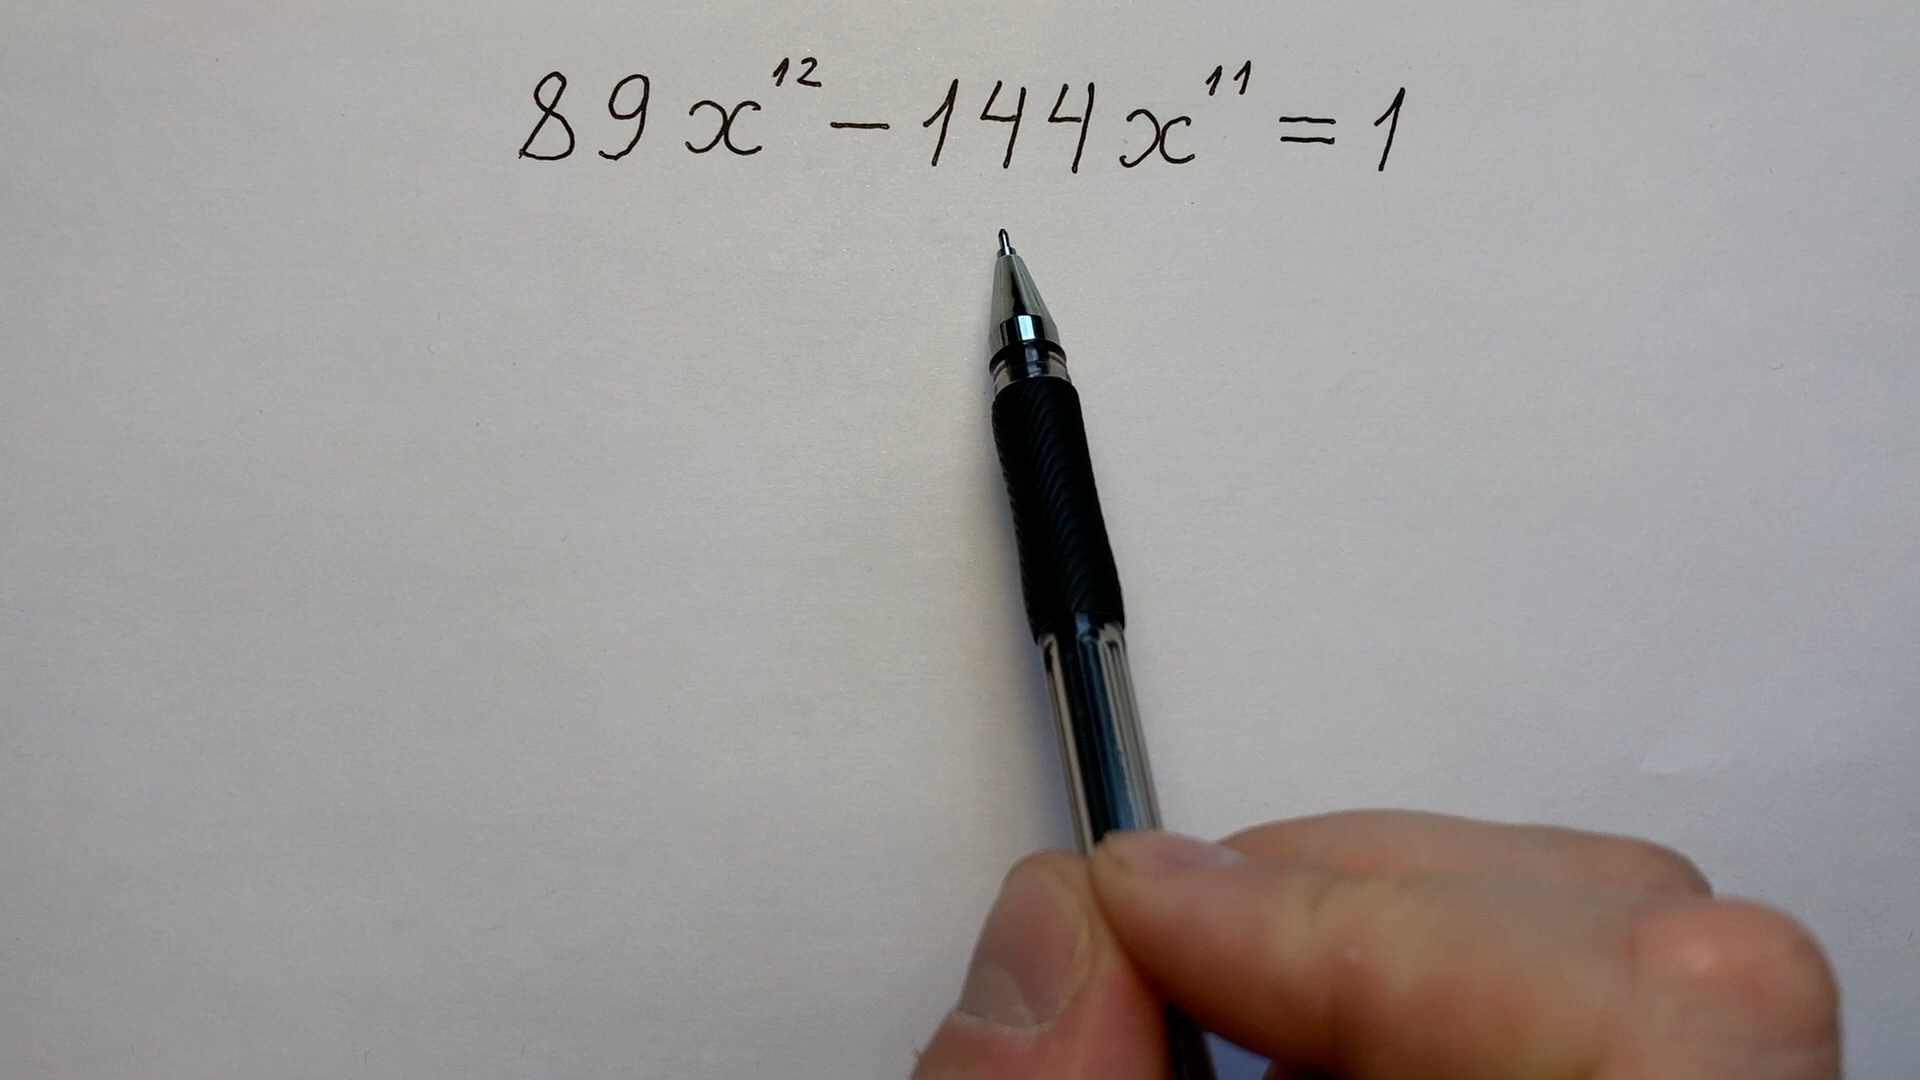 89x¹² − 144x¹¹ = 1